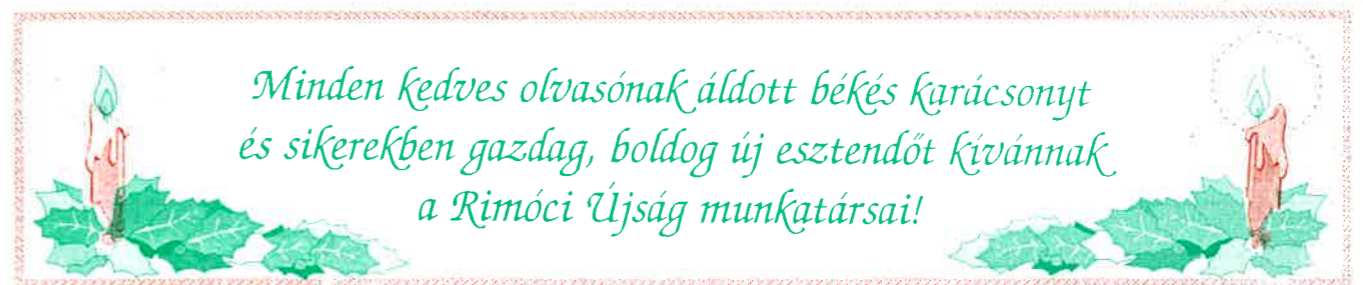 Minden kedves olvasónak áldott békés karácsonyt
és sikerekben gazdag, boldog új esztendőt kívánnak
a Rimóci Újság munkatársai!